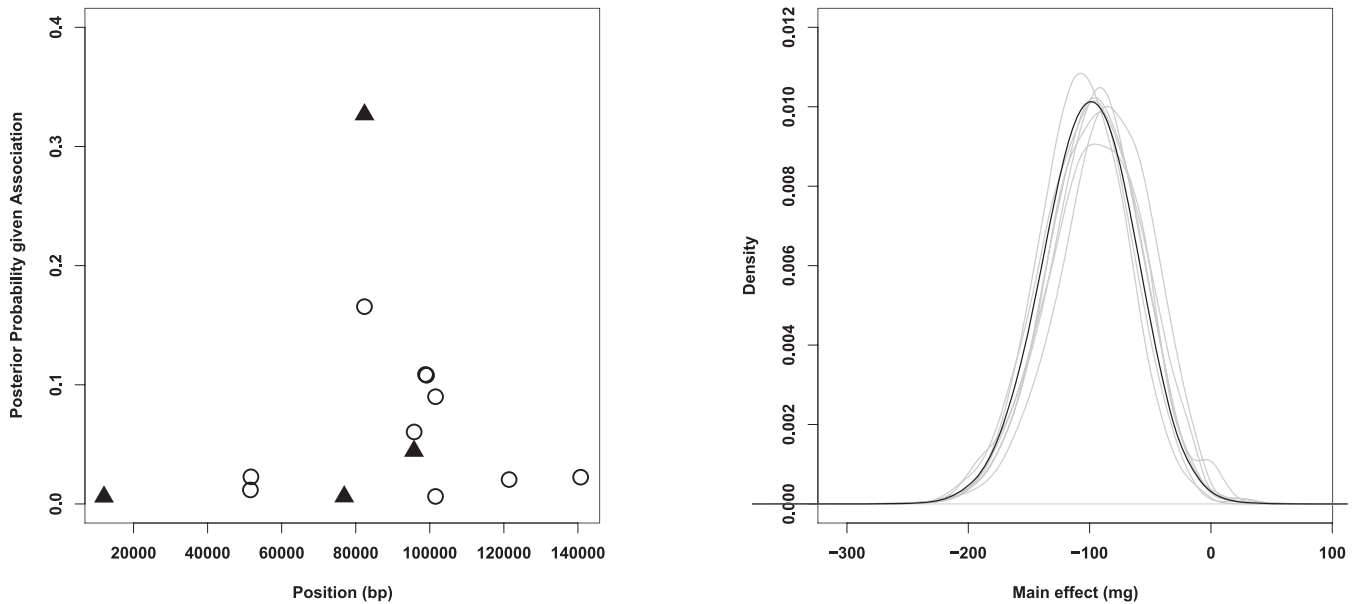 0.4
0.3
0.2
0.1
0.0
Posterior Probability given Association
20000 40000 60000 80000 100000 120000 140000
Position (bp)
0.012
0.010
0.008
0.006
0.004
0.002
0.000
Density
−300 −200 −100 0 100
Main effect (mg)